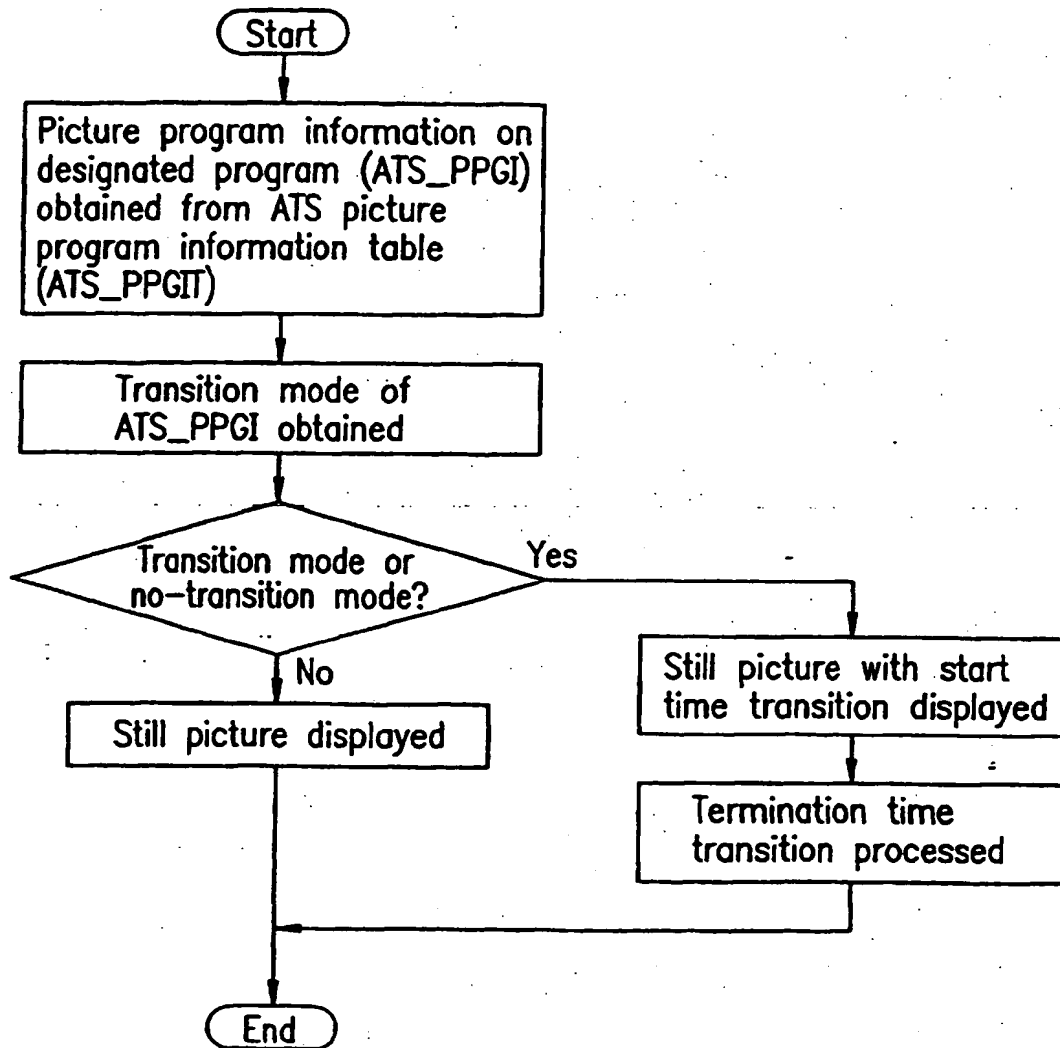 Start
Picture program information on
designated program (ATS_PPGI)
obtained from ATS picture
program information table
(ATS_PPGIT)
Transition mode of
ATS_PPGI obtained
Transition mode or
no-transition mode?
Yes
No
Still picture with start
time transition displayed
Still picture displayed
Termination time
transition processed
End